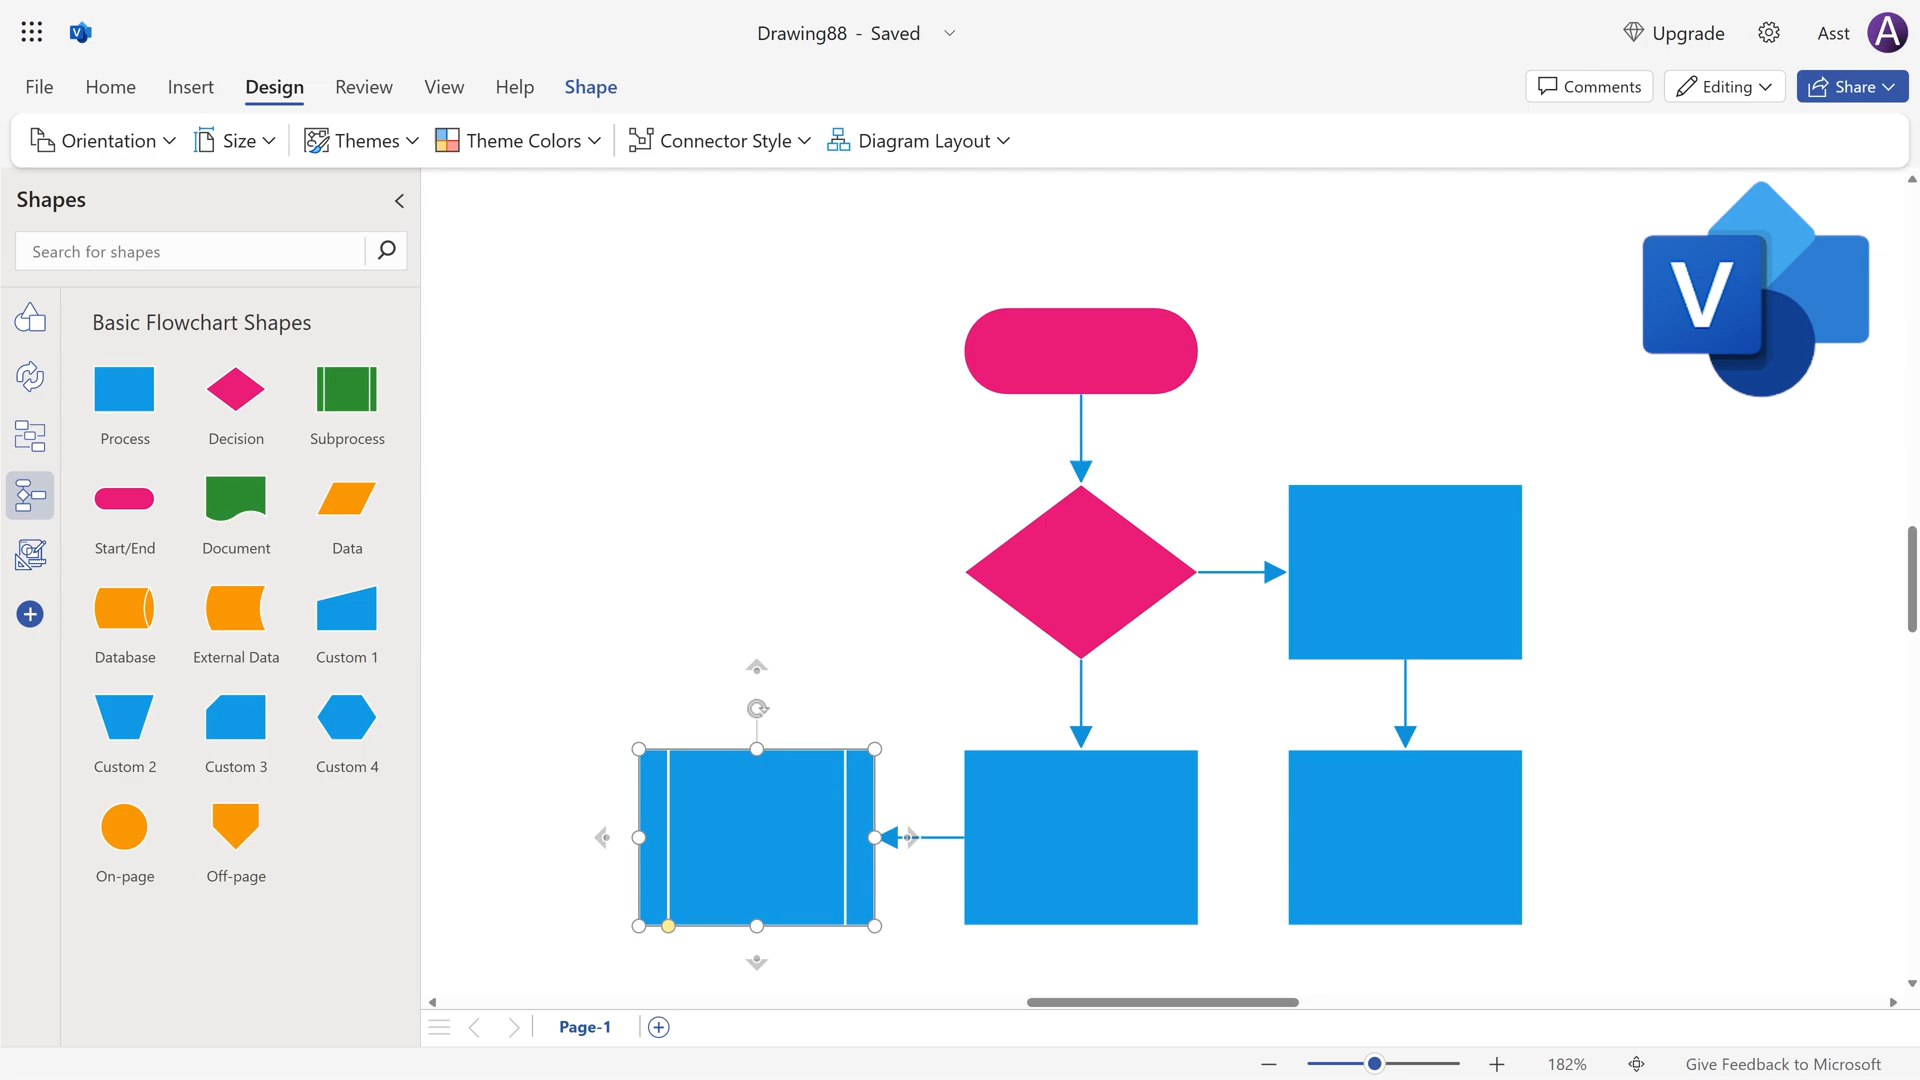 Drawing88 - Saved
Upgrade
Asst
A
File Home Insert Design Review View Help Shape
Comments
Editing
Share
Orientation Size Themes Theme Colors Connector Style Diagram Layout
Shapes
Search for shapes
Basic Flowchart Shapes
Process Decision Subprocess
Start/End Document Data
Database External Data Custom 1
Custom 2 Custom 3 Custom 4
On-page Off-page
V
Page-1
182%
Give Feedback to Microsoft